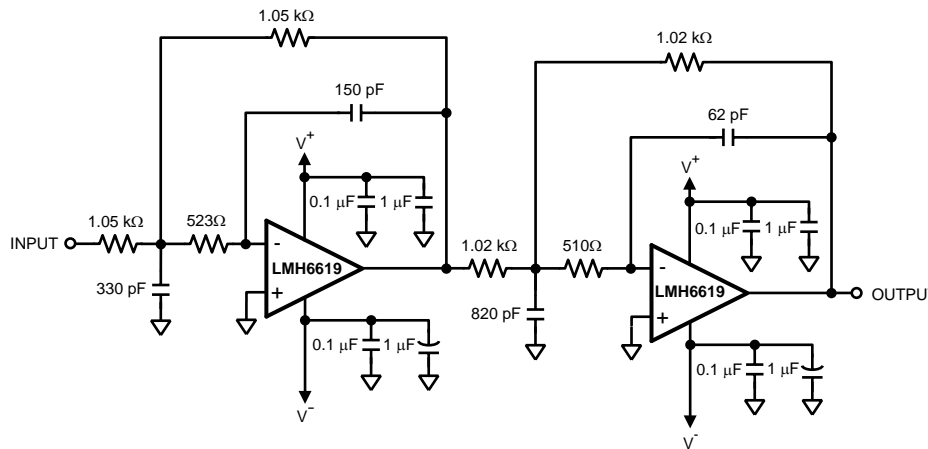 1.05 kΩ
1.02 kΩ
150 pF
62 pF
V+
V+
0.1 μF
1 μF
0.1 μF
1 μF
1.05 kΩ
523Ω
INPUT
-
LMH6619
+
1.02 kΩ
510Ω
-
LMH6619
+
OUTPU
330 pF
820 pF
0.1 μF
1 μF
0.1 μF
1 μF
V-
V-